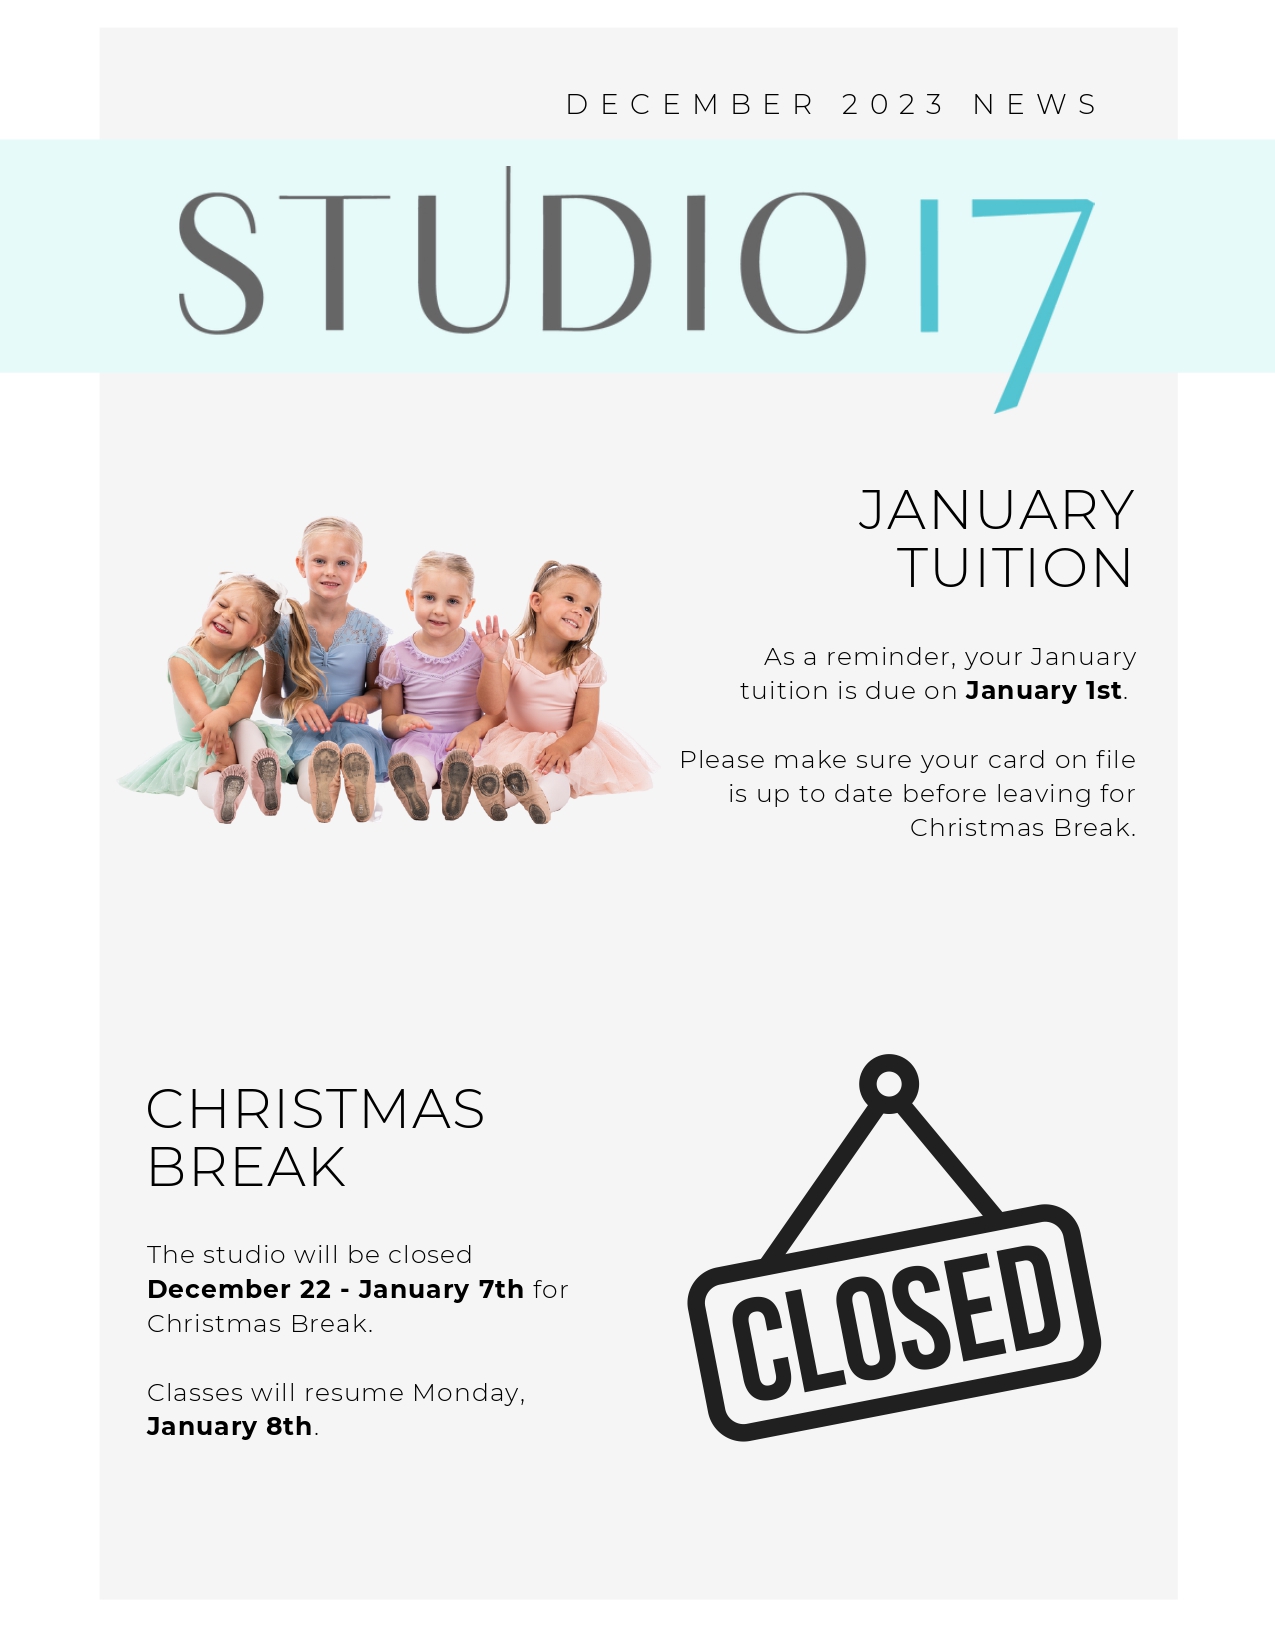 DECEMBER 2023 NEWS
STUDIO 17
JANUARY
TUITION
As a reminder, your January
tuition is due on January 1st.
Please make sure your card on file
is up to date before leaving for
Christmas Break.
CHRISTMAS
BREAK
The studio will be closed
December 22 - January 7th for
Christmas Break.
Classes will resume Monday,
January 8th.
CLOSED